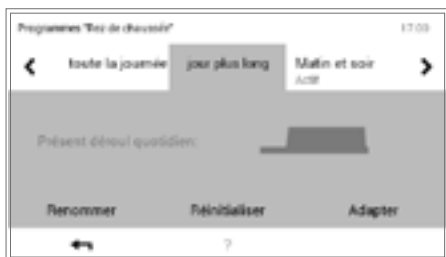 Programmes "Rez de chaussée" 17:03
toute la journée jour plus long Matin et soir
Actif
Présent déroul quotidien:
Renommer Réinitialiser Adapter
?